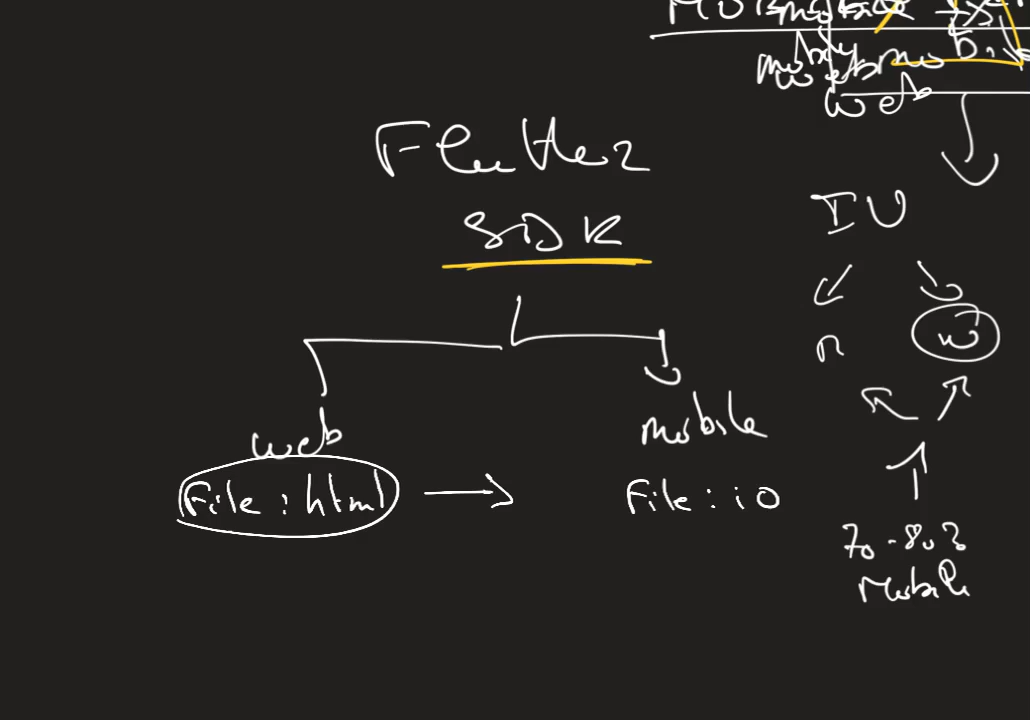 web
Flutter
SDK
IU
w
web
mobile
File : html
File : io
70-80%
Mobile